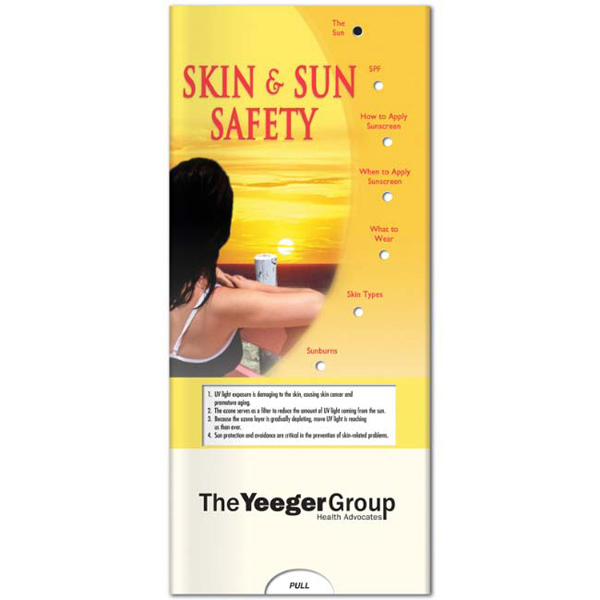 The
Sun
SPF
SKIN & SUN
SAFETY
How to Apply
Sunscreen
When to Apply
Sunscreen
What to
Wear
Skin Types
Sunburns
1. UV light exposure is damaging to the skin, causing skin cancer and
premature aging.
2. The ozone serves as a filter to reduce the amount of UV light coming from the sun.
3. Because the ozone layer is gradually depleting, more UV light is reaching
us than ever.
4. Sun protection and avoidance are critical in the prevention of skin-related problems.
TheYeegerGroup
Health Advocates
PULL